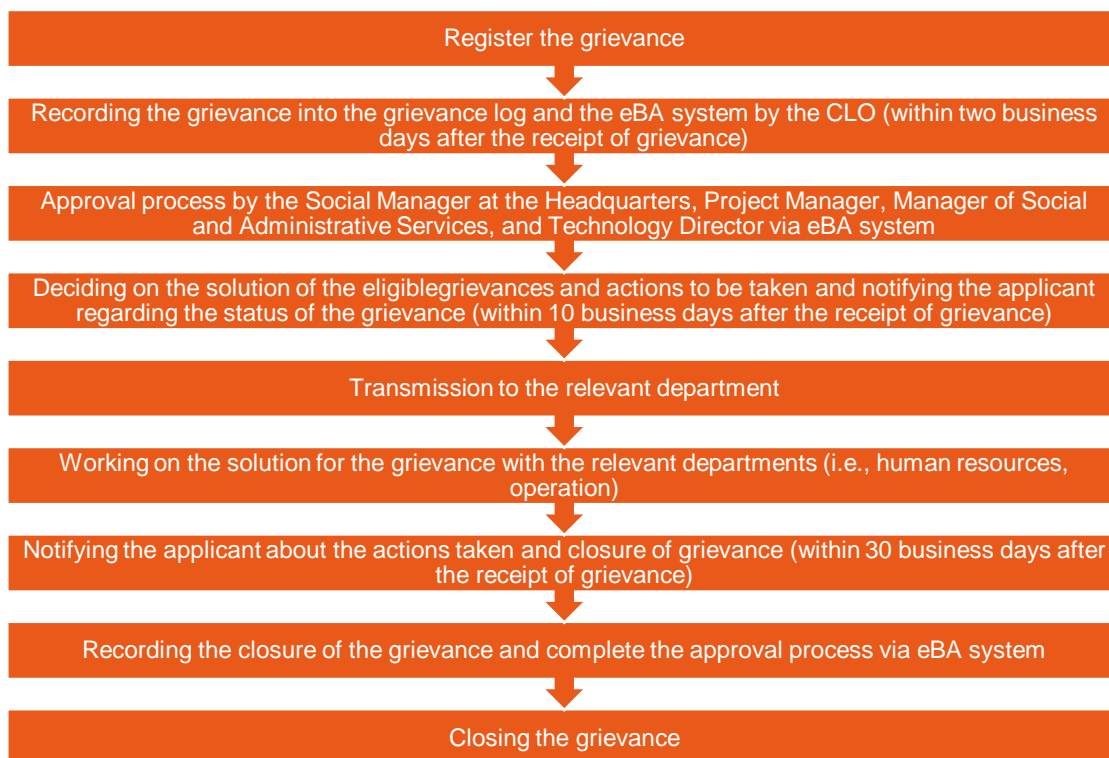 Register the grievance
Recording the grievance into the grievance log and the eBA system by the CLO (within two business
days after the receipt of grievance)
Approval process by the Social Manager at the Headquarters, Project Manager, Manager of Social
and Administrative Services, and Technology Director via eBA system
Deciding on the solution of the eligiblegrievances and actions to be taken and notifying the applicant
regarding the status of the grievance (within 10 business days after the receipt of grievance)
Transmission to the relevant department
Working on the solution for the grievance with the relevant departments (i.e., human resources,
operation)
Notifying the applicant about the actions taken and closure of grievance (within 30 business days after
the receipt of grievance)
Recording the closure of the grievance and complete the approval process via eBA system
Closing the grievance